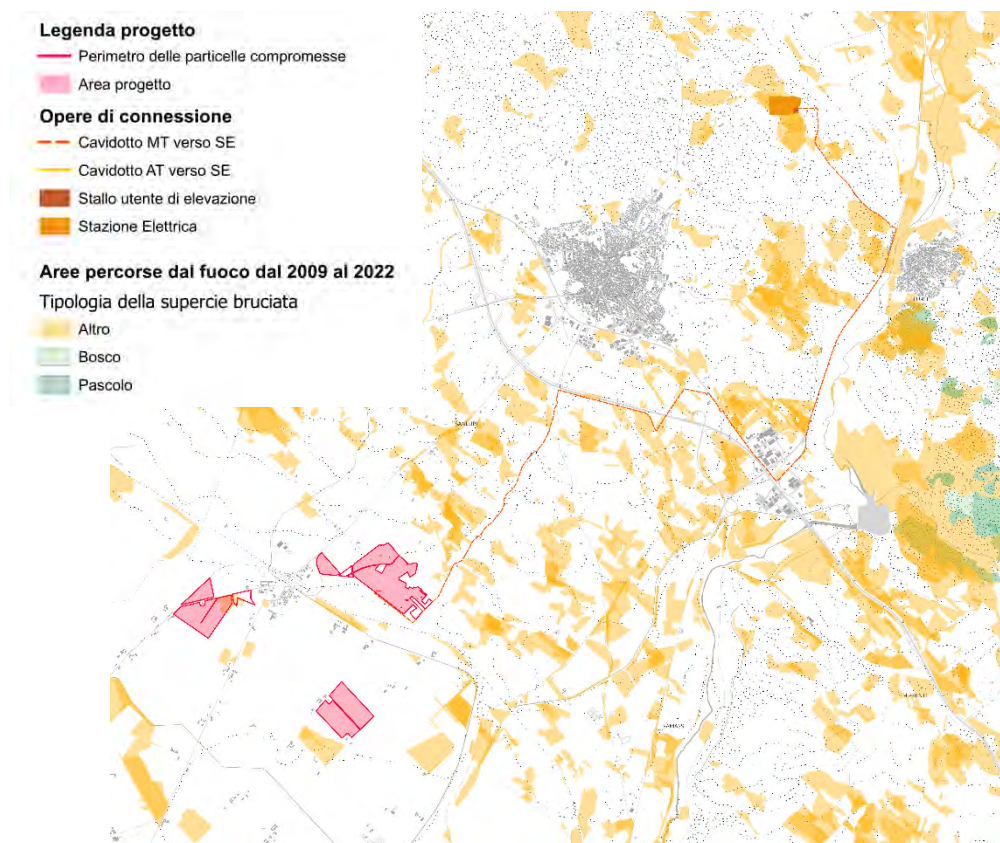 Legenda progetto
Perimetro delle particelle compromesse
Area progetto
Opere di connessione
Cavidotto MT verso SE
Cavidotto AT verso SE
Stallo utente di elevazione
Stazione Elettrica
Aree percorse dal fuoco dal 2009 al 2022
Tipologia della supercie bruciata
Altro
Bosco
Pascolo